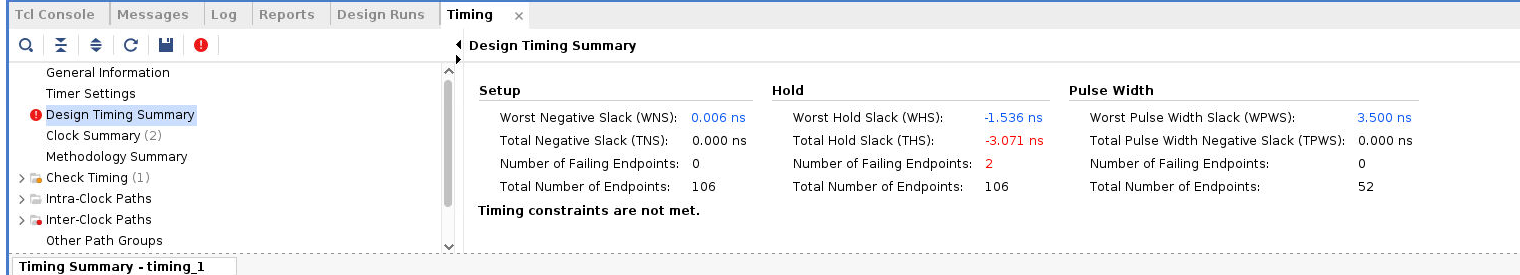 Tcl Console Messages Log Reports Design Runs Timing ×
Design Timing Summary
General Information
Timer Settings
Design Timing Summary
Clock Summary (2)
Methodology Summary
Check Timing (1)
Intra-Clock Paths
Inter-Clock Paths
Other Path Groups
Setup
Worst Negative Slack (WNS): 0.006 ns
Total Negative Slack (TNS): 0.000 ns
Number of Failing Endpoints: 0
Total Number of Endpoints: 106
Hold
Worst Hold Slack (WHS): -1.536 ns
Total Hold Slack (THS): -3.071 ns
Number of Failing Endpoints: 2
Total Number of Endpoints: 106
Pulse Width
Worst Pulse Width Slack (WPWS): 3.500 ns
Total Pulse Width Negative Slack (TPWS): 0.000 ns
Number of Failing Endpoints: 0
Total Number of Endpoints: 52
Timing constraints are not met.
Timing Summary - timing_1